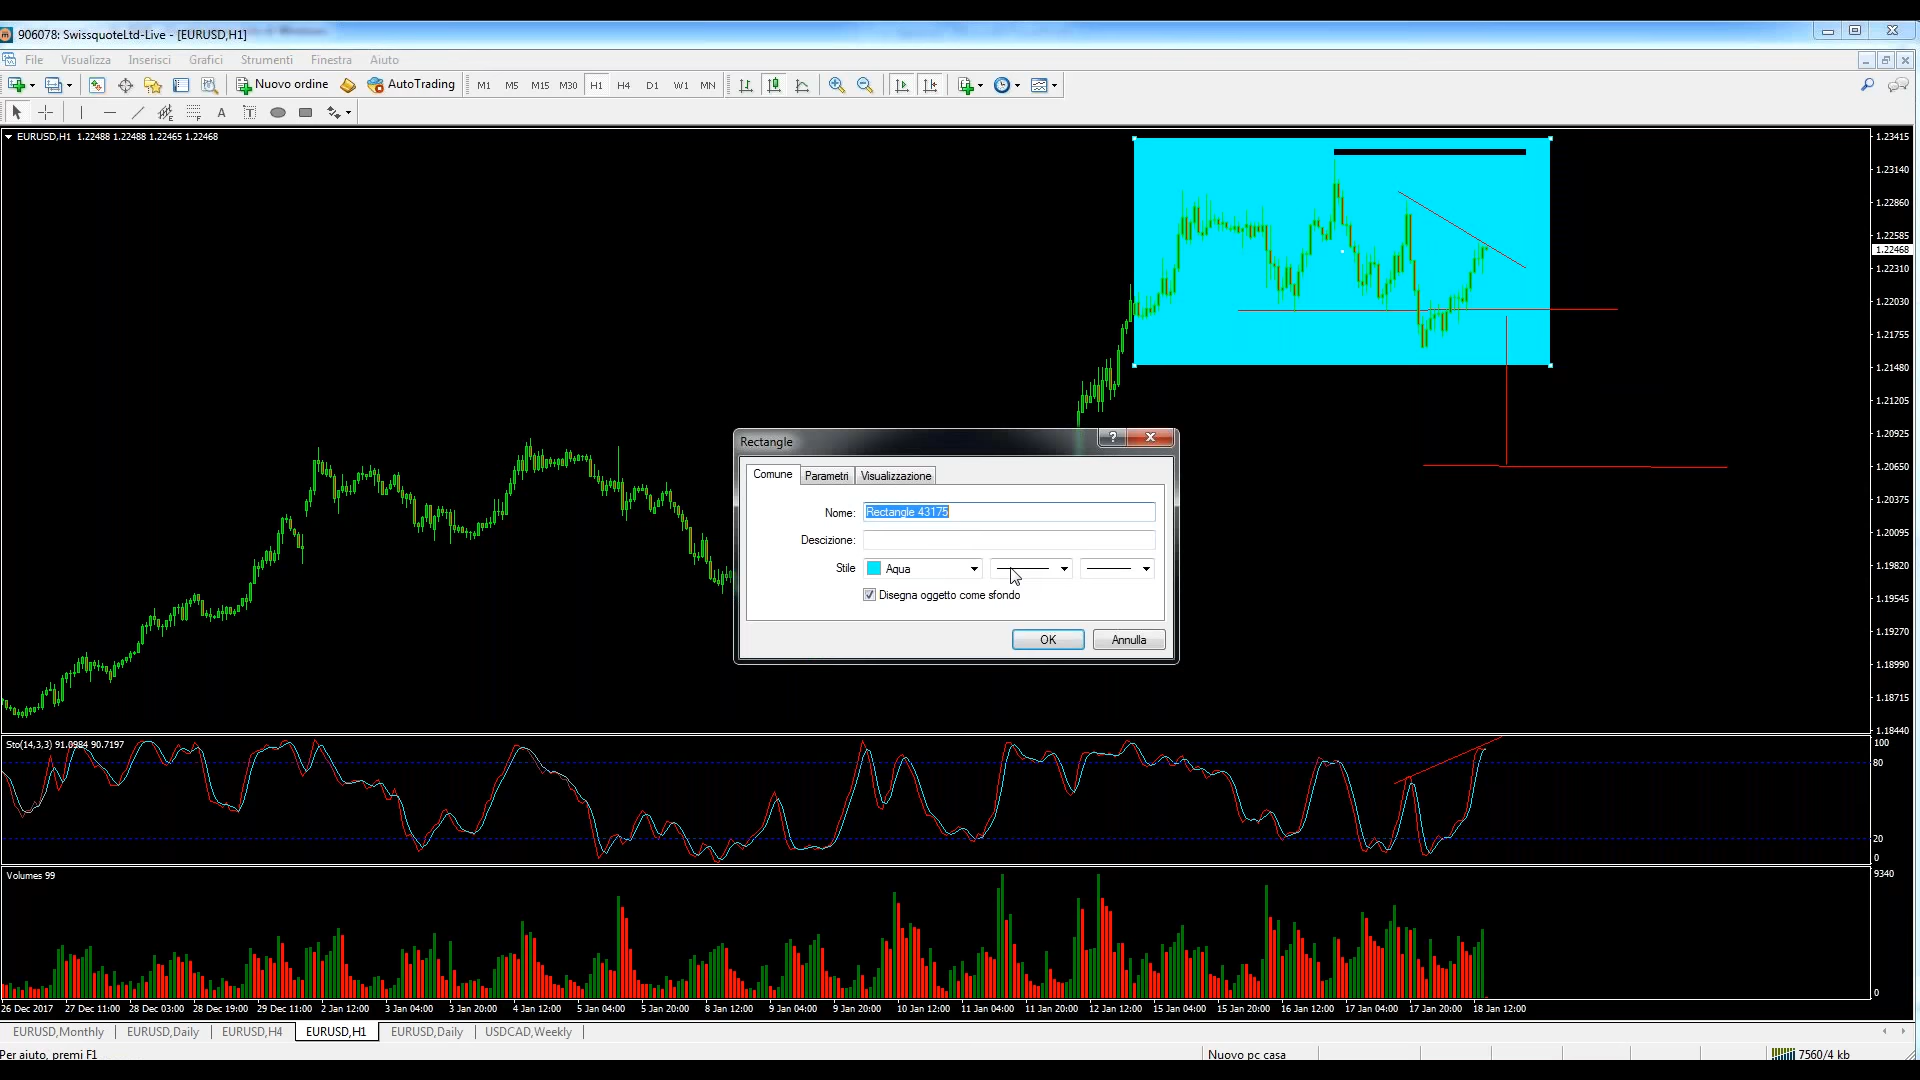 906078: SwissquoteLtd-Live - [EURUSD,H1]
File Visualizza Inserisci Grafici Strumenti Finestra Aiuto
Nuovo ordine AutoTrading M1 M5 M15 M30 H1 H4 D1 W1 MN
A T
EURUSD,H1 1.22488 1.22488 1.22465 1.22468
1.23415
1.23140
1.22860
1.22585
1.22468
1.22310
1.22030
1.21755
1.21480
1.21205
1.20925
1.20650
1.20375
1.20095
1.19820
1.19545
1.19270
1.18990
1.18715
1.18440
Rectangle
Comune Parametri Visualizzazione
Nome: Rectangle 43175
Descizione:
Stile Aqua
Disegna oggetto come sfondo
OK Annulla
Sto(14,3,3) 91.0984 90.7197
100
80
20
0
Volumes 99
9340
0
26 Dec 2017 27 Dec 11:00 28 Dec 03:00 28 Dec 19:00 29 Dec 11:00 2 Jan 12:00 3 Jan 04:00 3 Jan 20:00 4 Jan 12:00 5 Jan 04:00 5 Jan 20:00 8 Jan 12:00 9 Jan 04:00 9 Jan 20:00 10 Jan 12:00 11 Jan 04:00 11 Jan 20:00 12 Jan 12:00 15 Jan 04:00 15 Jan 20:00 16 Jan 12:00 17 Jan 04:00 17 Jan 20:00 18 Jan 12:00
EURUSD,Monthly EURUSD,Daily EURUSD,H4 EURUSD,H1 EURUSD,Daily USDCAD,Weekly
Per aiuto, premi F1 Nuovo pc casa 7560/4 kb